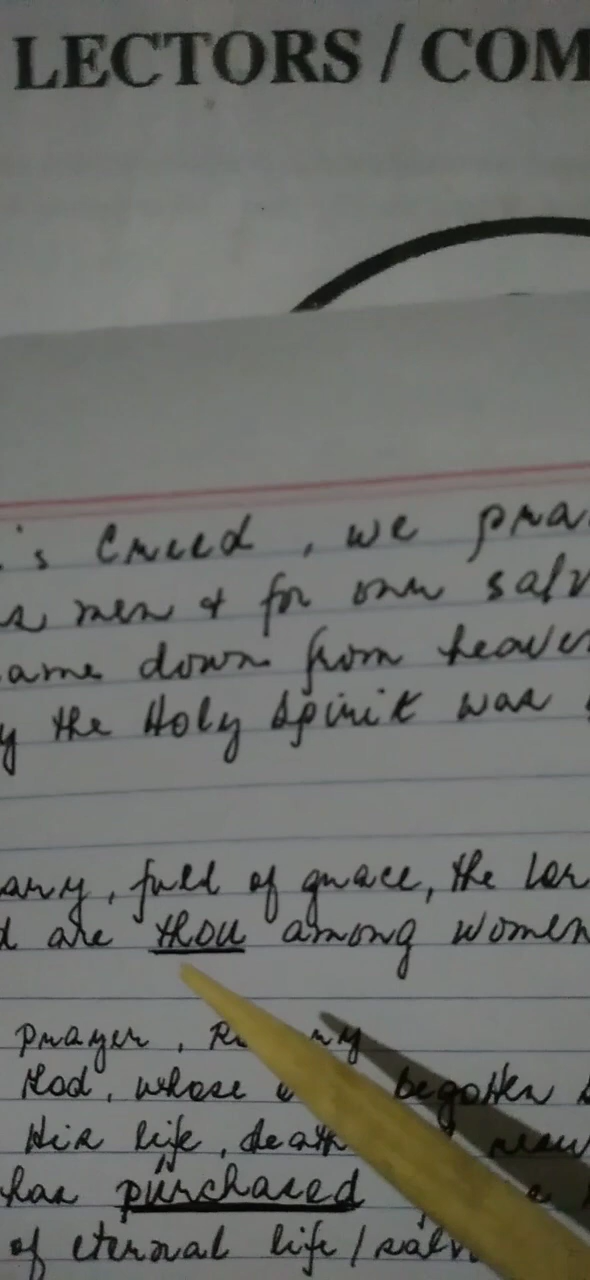 LECTORS / COM
's Creed, we pra
men & for our salv
ame down from heaven
y the Holy Spirit was
ary, full of grace, the Lor
d are thou among women
prayer,
God, whose begotten
His life, death
has purchased
of eternal life / salv